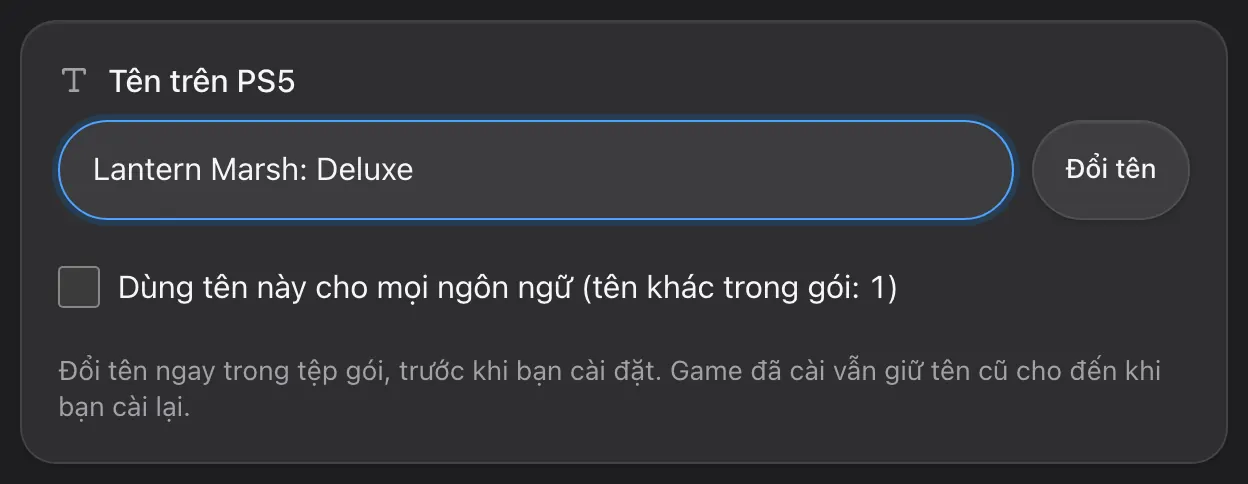 Tên trên PS5
Lantern Marsh: Deluxe
Đổi tên
Dùng tên này cho mọi ngôn ngữ (tên khác trong gói: 1)
Đổi tên ngay trong tệp gói, trước khi bạn cài đặt. Game đã cài vẫn giữ tên cũ cho đến khi
bạn cài lại.